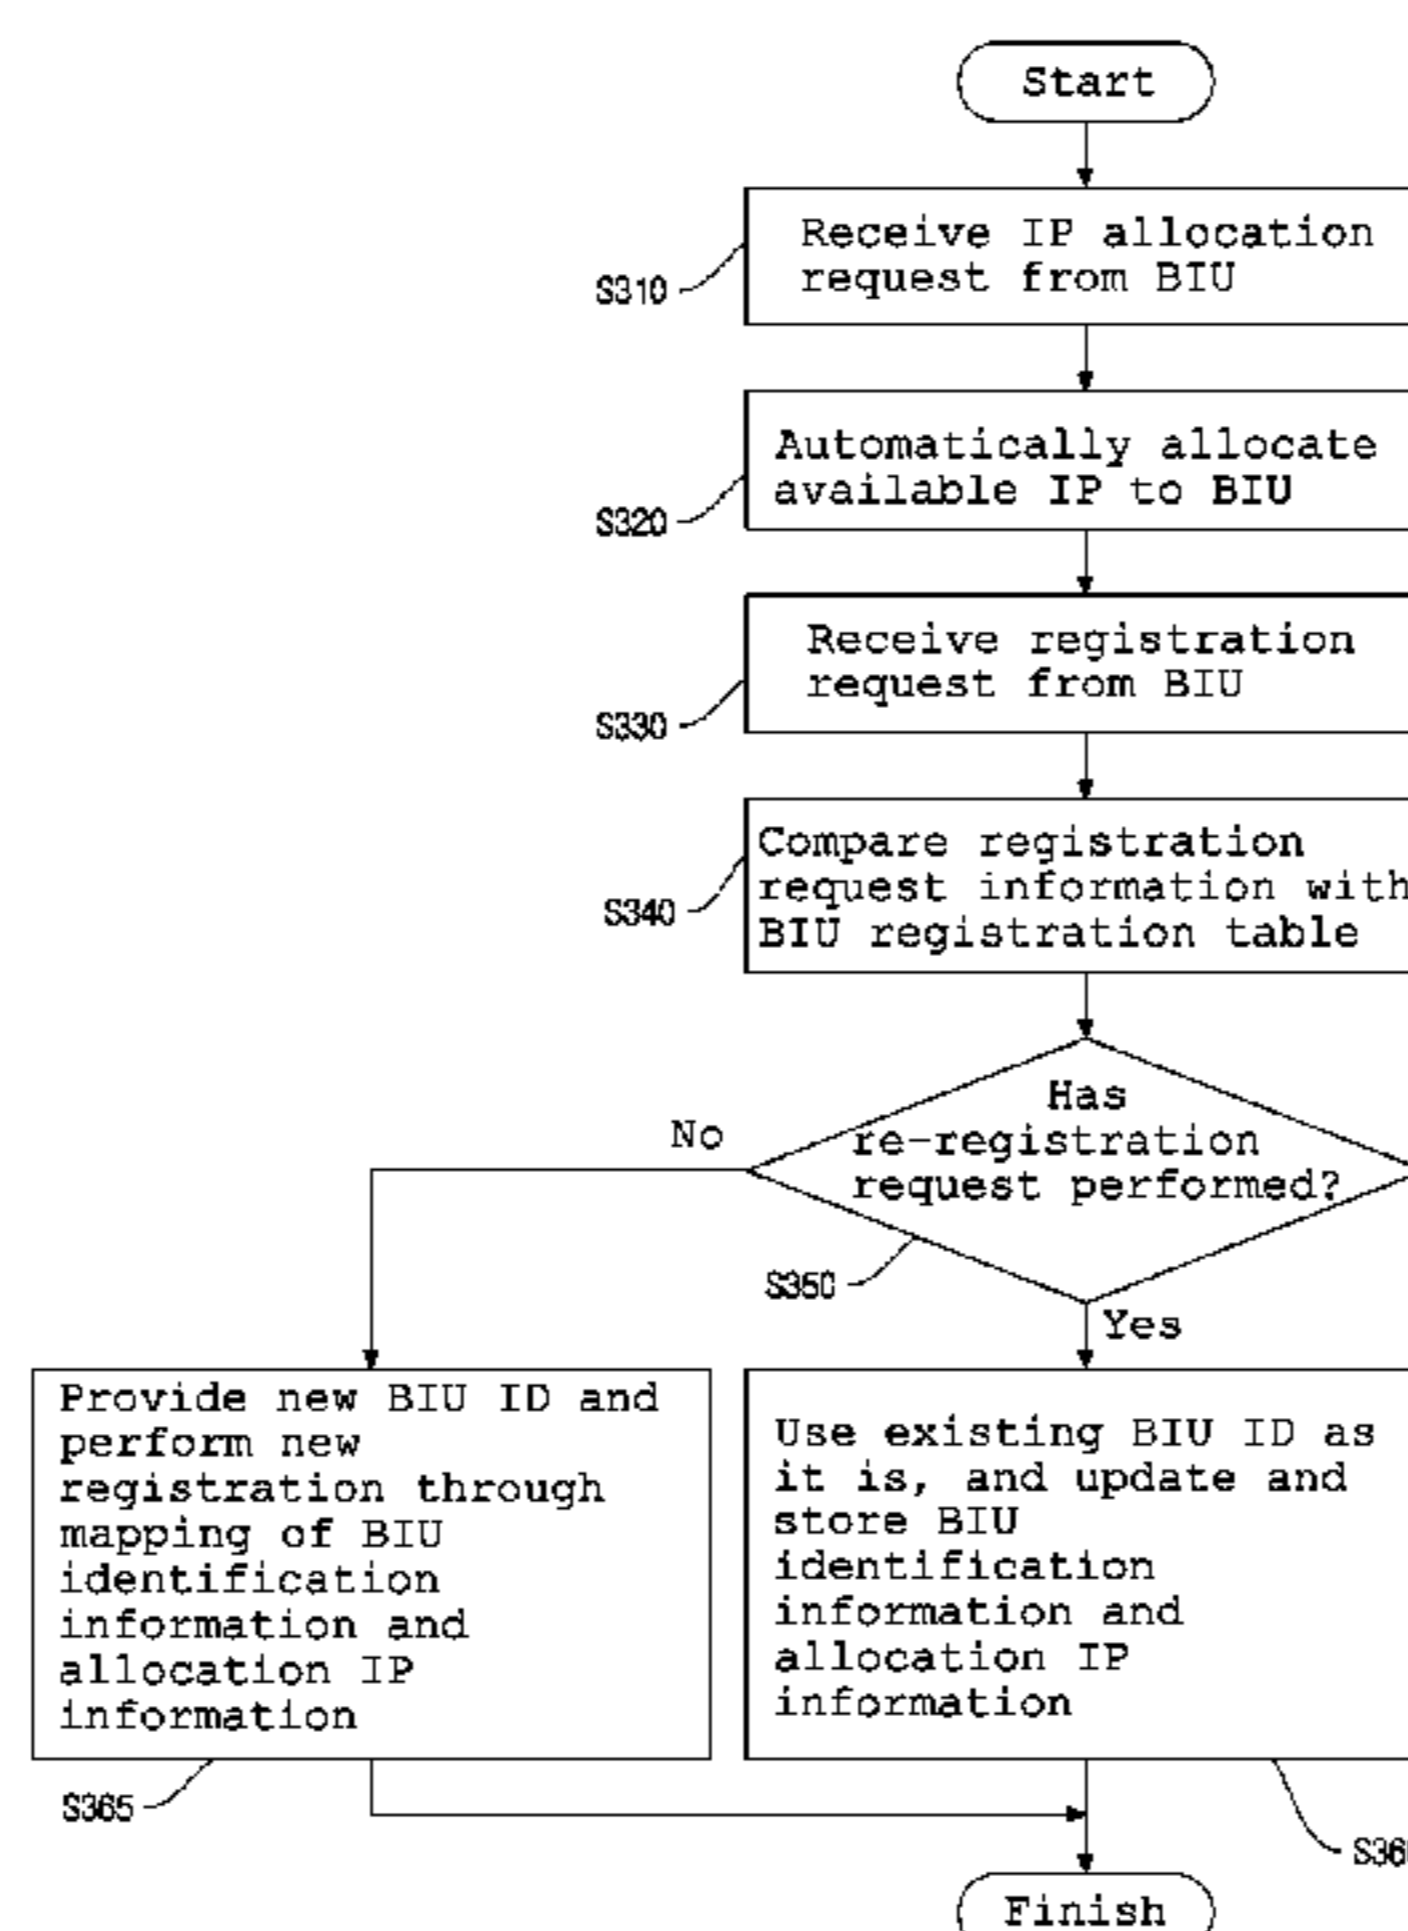 Start
Receive IP allocation
request from BIU
S310
Automatically allocate
available IP to BIU
S320
Receive registration
request from BIU
S330
Compare registration
request information with
BIU registration table
S340
Has
re-registration
request performed?
No
S350
Yes
Provide new BIU ID and
perform new
registration through
mapping of BIU
identification
information and
allocation IP
information
S365
Use existing BIU ID as
it is, and update and
store BIU
identification
information and
allocation IP
information
Finish